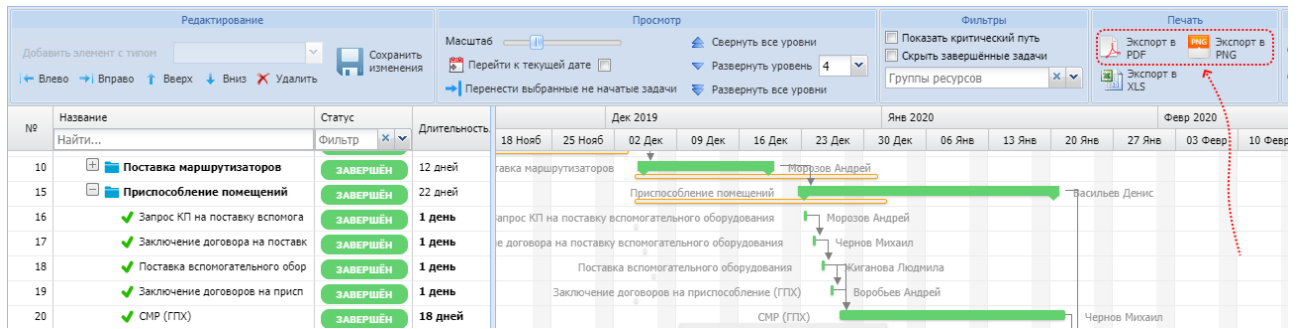 Редактирование
Добавить элемент с типом
Сохранить изменения
Влево Вправо Вверх Вниз Удалить
Просмотр
Масштаб
Перейти к текущей дате
Перенести выбранные не начатые задачи
Свернуть все уровни
Развернуть уровень 4
Развернуть все уровни
Фильтры
Показать критический путь
Скрыть завершённые задачи
Группы ресурсов
Печать
Экспорт в PDF
PNG Экспорт в PNG
Экспорт в XLS
№ Название Статус Длительность
Найти... Фильтр
Дек 2019 Янв 2020 Февр 2020
18 Нояб 25 Нояб 02 Дек 09 Дек 16 Дек 23 Дек 30 Дек 06 Янв 13 Янв 20 Янв 27 Янв 03 Февр 10 Февр
10 Поставка маршрутизаторов ЗАВЕРШЁН 12 дней тавка маршрутизаторов Морозов Андрей
15 Приспособление помещений ЗАВЕРШЁН 22 дней Приспособление помещений Васильев Денис
16 Запрос КП на поставку вспомога ЗАВЕРШЁН 1 день Запрос КП на поставку вспомогательного оборудования Морозов Андрей
17 Заключение договора на поставк ЗАВЕРШЁН 1 день е договора на поставку вспомогательного оборудования Чернов Михаил
18 Поставка вспомогательного обор ЗАВЕРШЁН 1 день Поставка вспомогательного оборудования Жиганова Людмила
19 Заключение договоров на присп ЗАВЕРШЁН 1 день Заключение договоров на приспособление (ГПХ) Воробьев Андрей
20 СМР (ГПХ) ЗАВЕРШЁН 18 дней СМР (ГПХ) Чернов Михаил